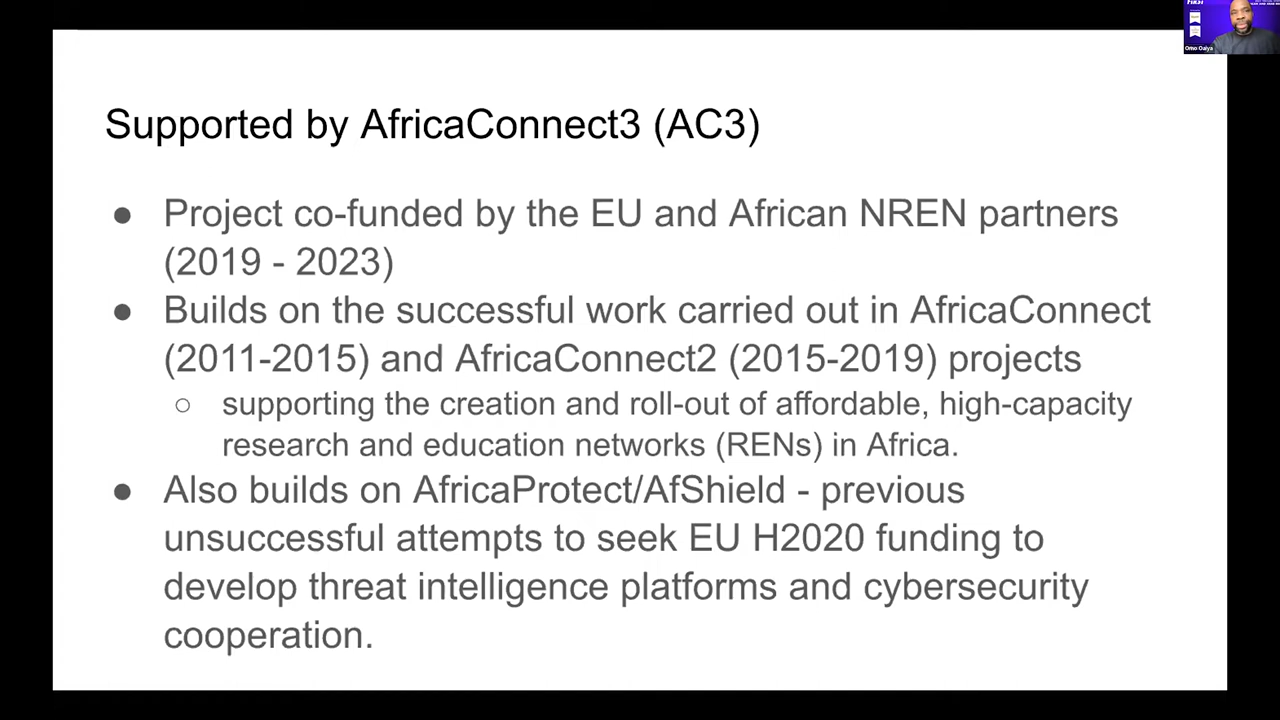 Supported by AfricaConnect3 (AC3)
● Project co-funded by the EU and African NREN partners
(2019 - 2023)
● Builds on the successful work carried out in AfricaConnect
(2011-2015) and AfricaConnect2 (2015-2019) projects
○ supporting the creation and roll-out of affordable, high-capacity
research and education networks (RENs) in Africa.
● Also builds on AfricaProtect/AfShield - previous
unsuccessful attempts to seek EU H2020 funding to
develop threat intelligence platforms and cybersecurity
cooperation.
Omo Oaiya